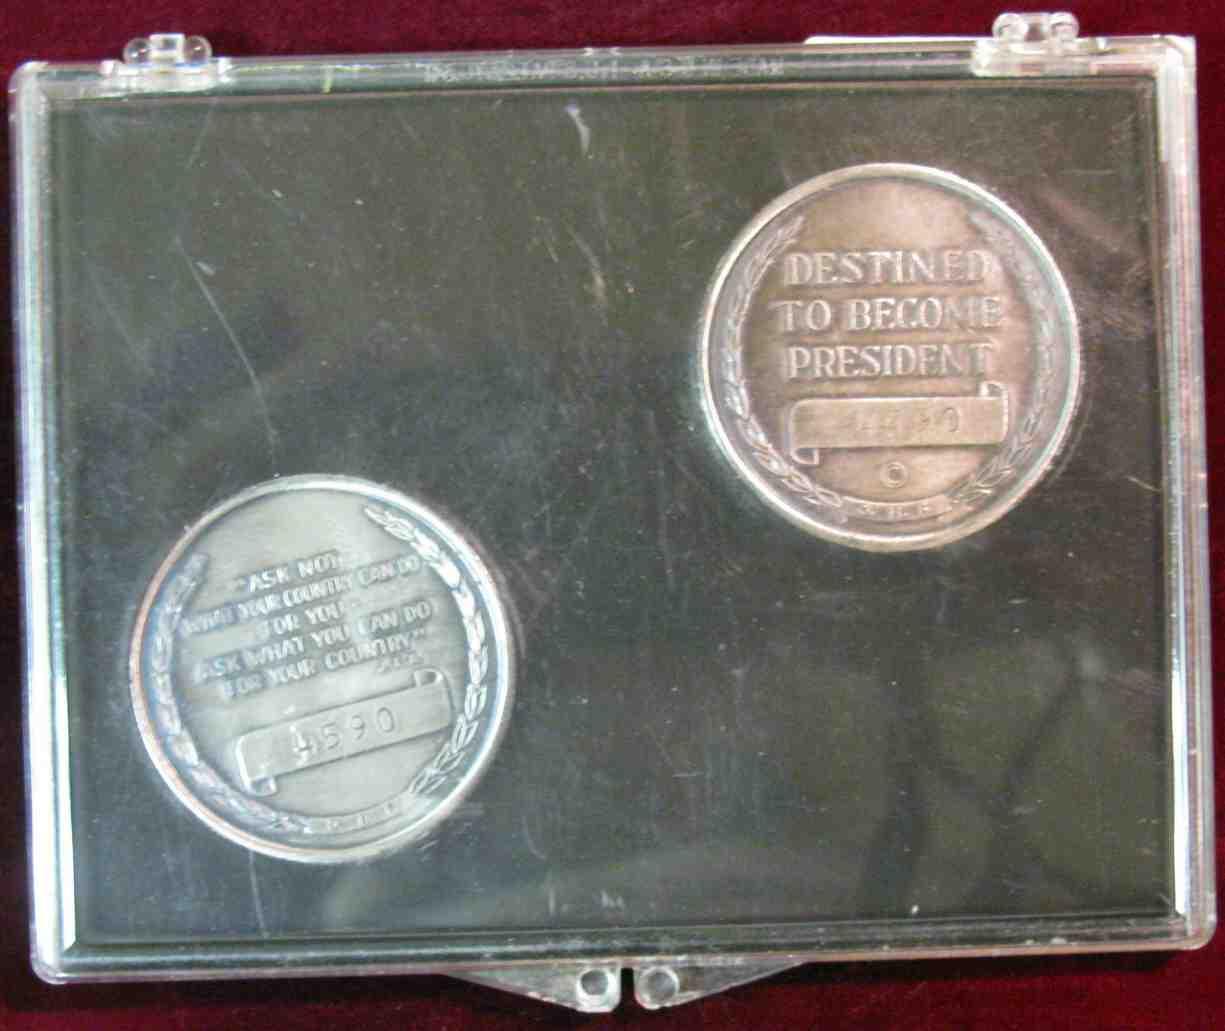 DESTINED
TO BECOME
PRESIDENT
©
"ASK NOT
WHAT YOUR COUNTRY CAN DO
FOR YOU
ASK WHAT YOU CAN DO
FOR YOUR COUNTRY"
4590